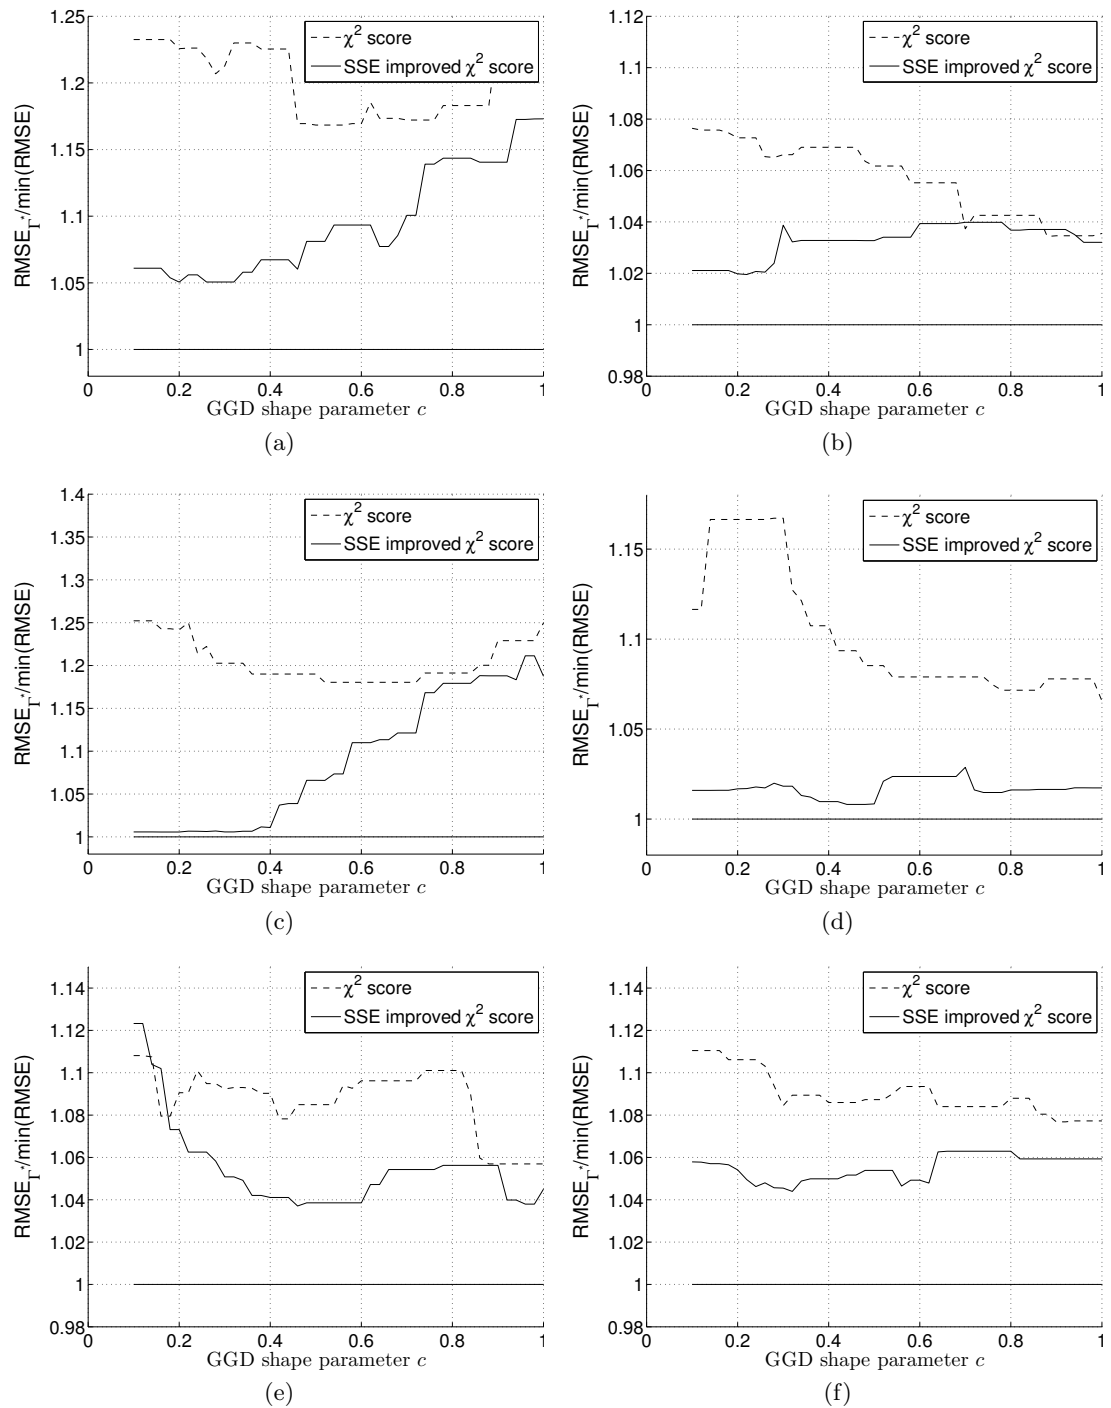 1.25
1.2
1.15
1.1
1.05
1
0
0.2
0.4
0.6
0.8
1
RMSE_Γ*/min(RMSE)
χ² score
SSE improved χ² score
GGD shape parameter c
(a)
1.12
1.1
1.08
1.06
1.04
1.02
1
0.98
0
0.2
0.4
0.6
0.8
1
RMSE_Γ*/min(RMSE)
χ² score
SSE improved χ² score
GGD shape parameter c
(b)
1.4
1.35
1.3
1.25
1.2
1.15
1.1
1.05
1
0
0.2
0.4
0.6
0.8
1
RMSE_Γ*/min(RMSE)
χ² score
SSE improved χ² score
GGD shape parameter c
(c)
1.15
1.1
1.05
1
0
0.2
0.4
0.6
0.8
1
RMSE_Γ*/min(RMSE)
χ² score
SSE improved χ² score
GGD shape parameter c
(d)
1.14
1.12
1.1
1.08
1.06
1.04
1.02
1
0.98
0
0.2
0.4
0.6
0.8
1
RMSE_Γ*/min(RMSE)
χ² score
SSE improved χ² score
GGD shape parameter c
(e)
1.14
1.12
1.1
1.08
1.06
1.04
1.02
1
0.98
0
0.2
0.4
0.6
0.8
1
RMSE_Γ*/min(RMSE)
χ² score
SSE improved χ² score
GGD shape parameter c
(f)